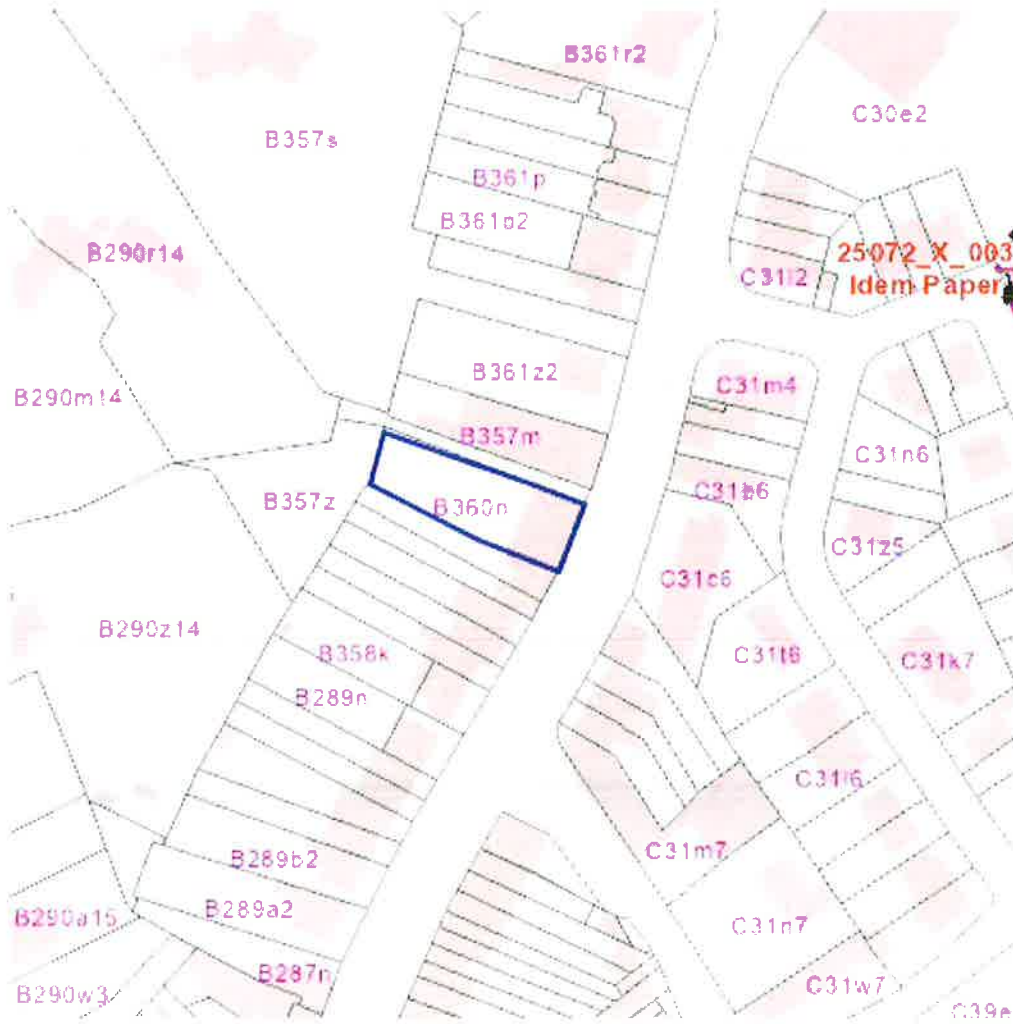 B361r2
C30e2
B357s
B361p
B361p2
B290r14
25072_X_003
C31l2
Idem Paper
B361z2
C31m4
B290m14
B357m
C31n6
C31b6
B357z
B360n
C31z5
C31c6
B290z14
B358k
C31t6
C31k7
B289n
C31l6
C31m7
B289b2
B289a2
B290a15
C31n7
B287n
C31w7
B290w3
C39e